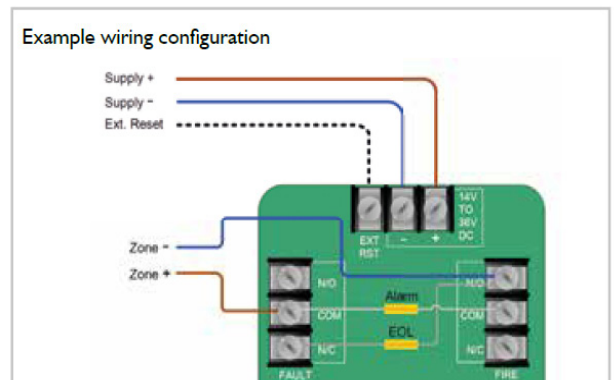 Example wiring configuration
Supply +
Supply -
Ext. Reset
14V
TO
36V
DC
EXT
RST
-
+
Zone -
Zone +
N/O
COM
N/C
FAULT
Alarm
EOL
N/O
COM
N/C
FIRE